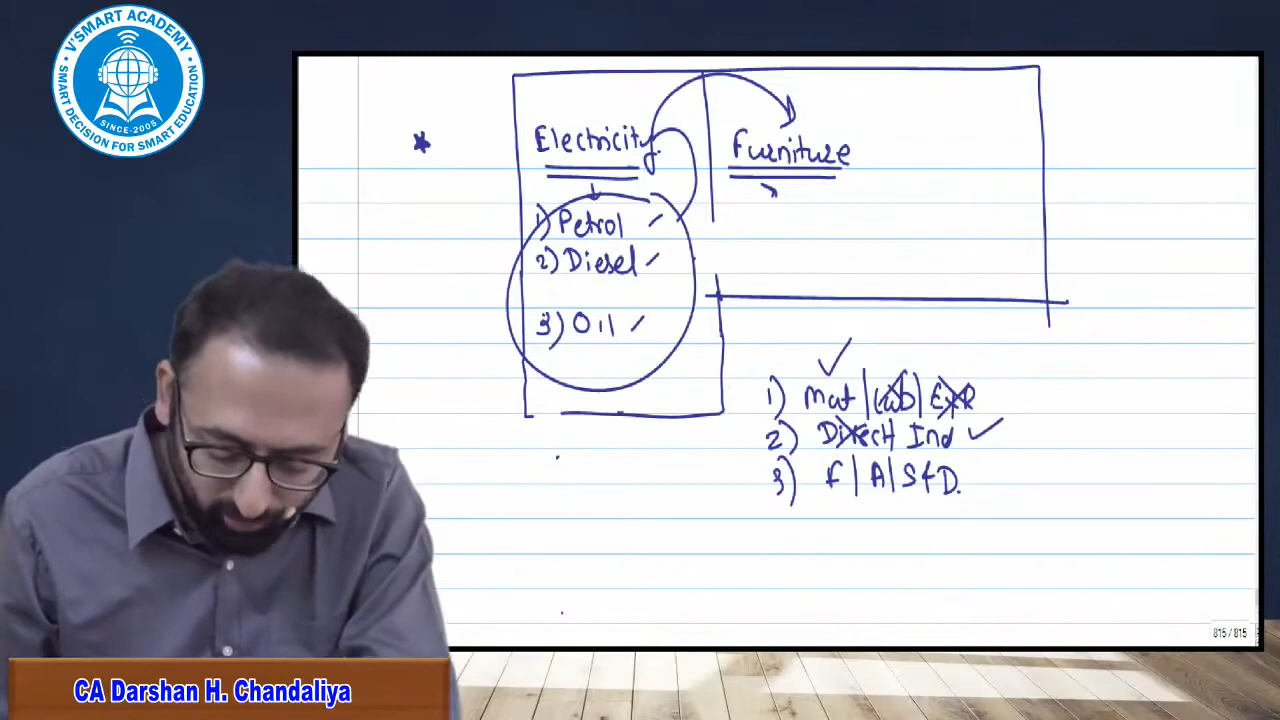 V'SMART ACADEMY
SINCE-2005
SMART DECISION FOR SMART EDUCATION
Electricity
Furniture
1) Petrol
2) Diesel
3) Oil
1) Mat | Lab | EXP
2) Direct Ind
3) F | A | S & D.
815 / 815
CA Darshan H. Chandaliya